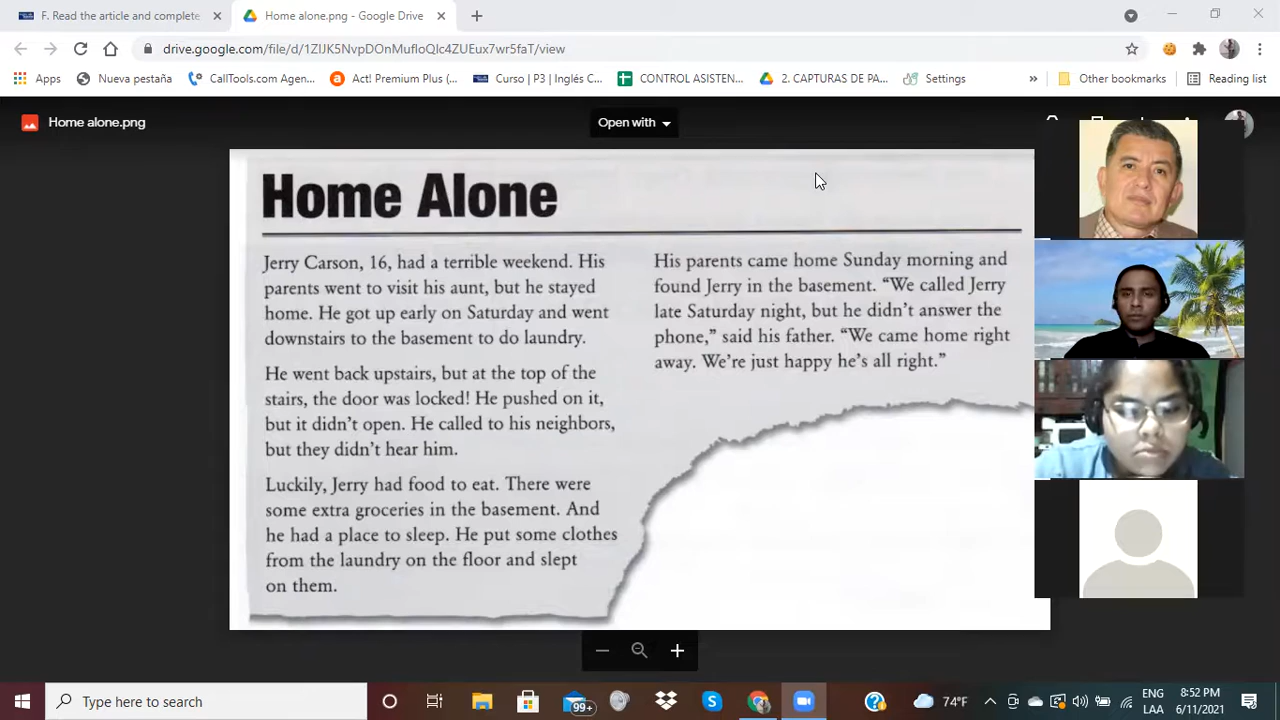 F. Read the article and complete
Home alone.png - Google Drive
drive.google.com/file/d/1ZIJK5NvpDOnMufloQIc4ZUEux7wr5faT/view
Apps
Nueva pestaña
CallTools.com Agen...
Act! Premium Plus (...
Curso | P3 | Inglés C...
CONTROL ASISTEN...
2. CAPTURAS DE PA...
Settings
»
Other bookmarks
Reading list
Home alone.png
Open with
Home Alone
Jerry Carson, 16, had a terrible weekend. His
parents went to visit his aunt, but he stayed
home. He got up early on Saturday and went
downstairs to the basement to do laundry.
He went back upstairs, but at the top of the
stairs, the door was locked! He pushed on it,
but it didn't open. He called to his neighbors,
but they didn't hear him.
Luckily, Jerry had food to eat. There were
some extra groceries in the basement. And
he had a place to sleep. He put some clothes
from the laundry on the floor and slept
on them.
His parents came home Sunday morning and
found Jerry in the basement. "We called Jerry
late Saturday night, but he didn't answer the
phone," said his father. "We came home right
away. We're just happy he's all right."
Type here to search
99+
74°F
ENG
LAA
8:52 PM
6/11/2021